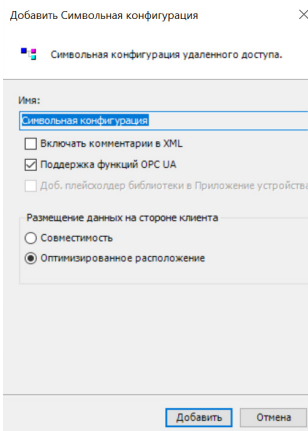 Добавить Символьная конфигурация
Символьная конфигурация удаленного доступа.
Имя:
Символьная конфигурация
Включать комментарии в XML
Поддержка функций OPC UA
Доб. плейсхолдер библиотеки в Приложение устройства
Размещение данных на стороне клиента
Совместимость
Оптимизированное расположение
Добавить
Отмена